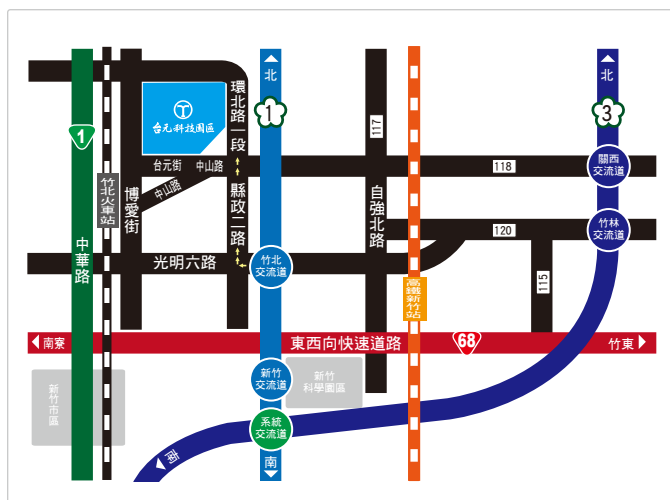 北
北
1
3
台元科技園區
環北路一段
117
1
台元街
中山路
118
關西
交流道
竹北火車站
中山路
博愛街
縣政二路
自強北路
120
竹林
交流道
中華路
光明六路
竹北
交流道
115
高鐵新竹站
南寮
東西向快速道路
68
竹東
新竹市區
新竹
交流道
新竹
科學園區
系統
交流道
南
南